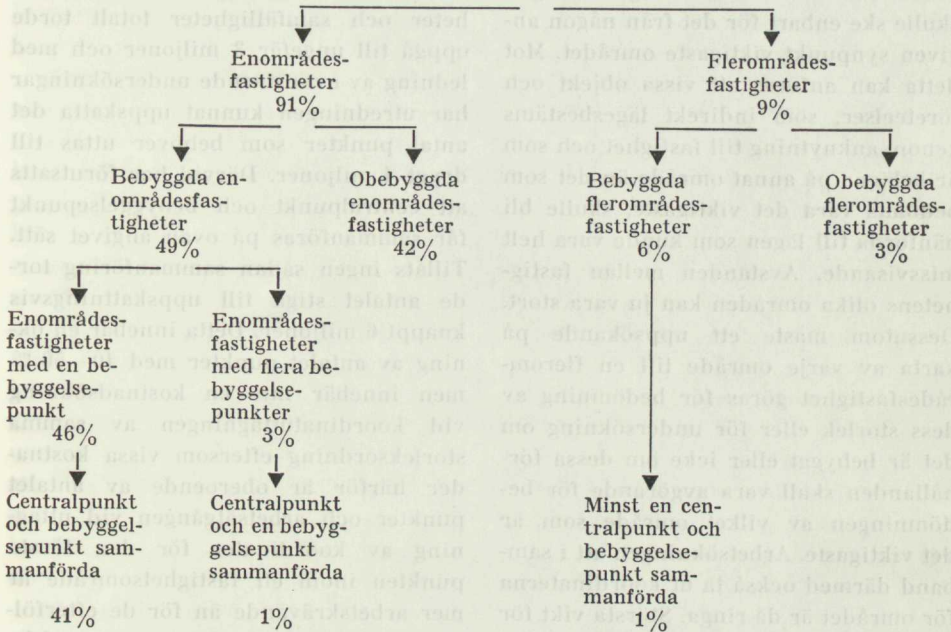 Enområdes-
fastigheter
91%
Flerområdes-
fastigheter
9%
Bebyggda en-
områdesfas-
tigheter
49%
Obebyggda
enområdes-
fastigheter
42%
Bebyggda
flerområdes-
fastigheter
6%
Obebyggda
flerområdes-
fastigheter
3%
Enområdes-
fastigheter
med en be-
byggelse-
punkt
46%
Enområdes-
fastigheter
med flera be-
byggelse-
punkter
3%
Centralpunkt
och bebyggel-
sepunkt sam-
manförda
41%
Centralpunkt
och en bebyg-
gelsepunkt
sammanförda
1%
Minst en cen-
tralpunkt och
bebyggelse-
punkt sam-
manförda
1%